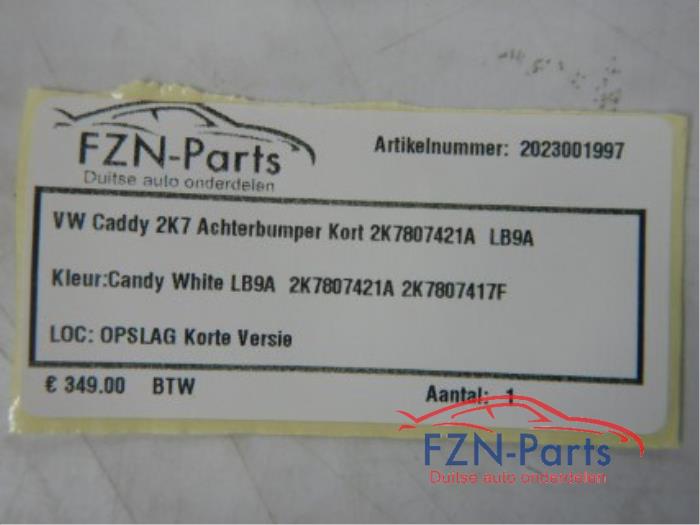 FZN-Parts
Duitse auto onderdelen
Artikelnummer: 2023001997
VW Caddy 2K7 Achterbumper Kort 2K7807421A LB9A
Kleur:Candy White LB9A 2K7807421A 2K7807417F
LOC: OPSLAG Korte Versie
€ 349.00 BTW
Aantal: 1
FZN-Parts
Duitse auto onderdelen